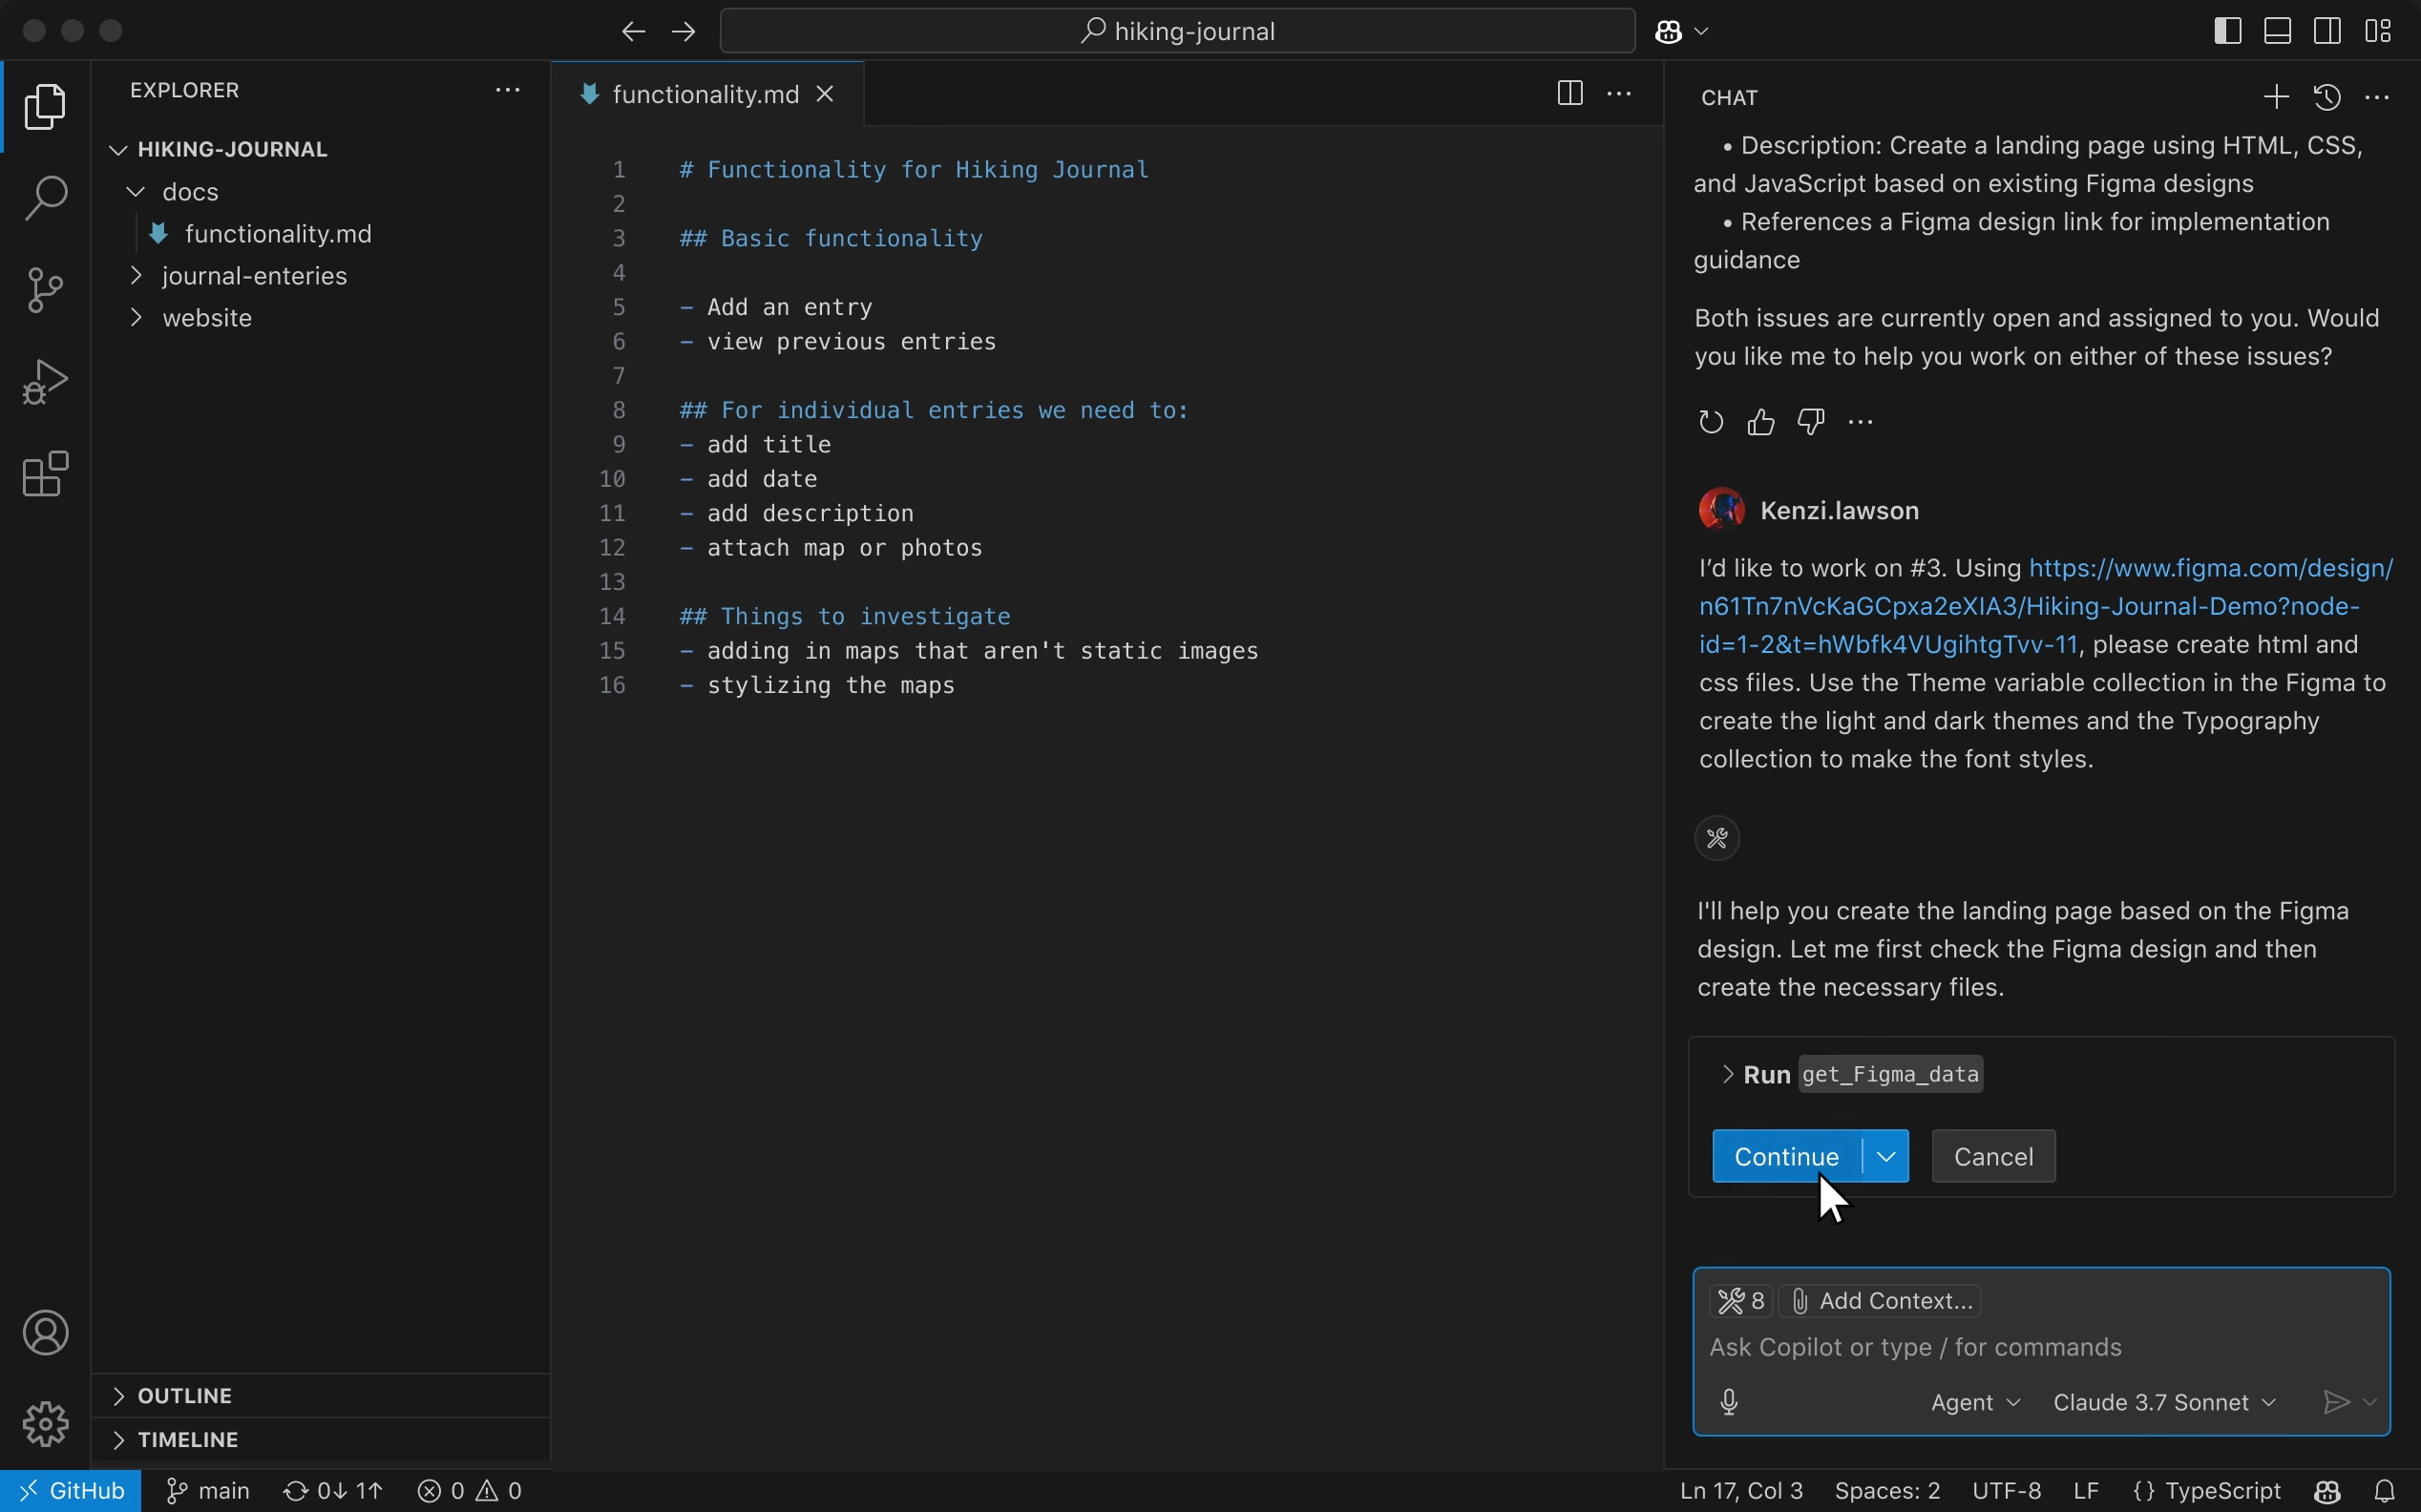 hiking-journal
EXPLORER
HIKING-JOURNAL
docs
functionality.md
journal-enteries
website
OUTLINE
TIMELINE
functionality.md
1 # Functionality for Hiking Journal
2
3 ## Basic functionality
4
5 - Add an entry
6 - view previous entries
7
8 ## For individual entries we need to:
9 - add title
10 - add date
11 - add description
12 - attach map or photos
13
14 ## Things to investigate
15 - adding in maps that aren't static images
16 - stylizing the maps
CHAT
• Description: Create a landing page using HTML, CSS,
and JavaScript based on existing Figma designs
• References a Figma design link for implementation
guidance
Both issues are currently open and assigned to you. Would
you like me to help you work on either of these issues?
Kenzi.lawson
I’d like to work on #3. Using https://www.figma.com/design/
n61Tn7nVcKaGCpxa2eXIA3/Hiking-Journal-Demo?node-
id=1-2&t=hWbfk4VUgihtgTvv-11, please create html and
css files. Use the Theme variable collection in the Figma to
create the light and dark themes and the Typography
collection to make the font styles.
I'll help you create the landing page based on the Figma
design. Let me first check the Figma design and then
create the necessary files.
Run get_Figma_data
Continue Cancel
8 Add Context...
Ask Copilot or type / for commands
Agent Claude 3.7 Sonnet
GitHub main 0↓ 1↑ 0 0 Ln 17, Col 3 Spaces: 2 UTF-8 LF {} TypeScript